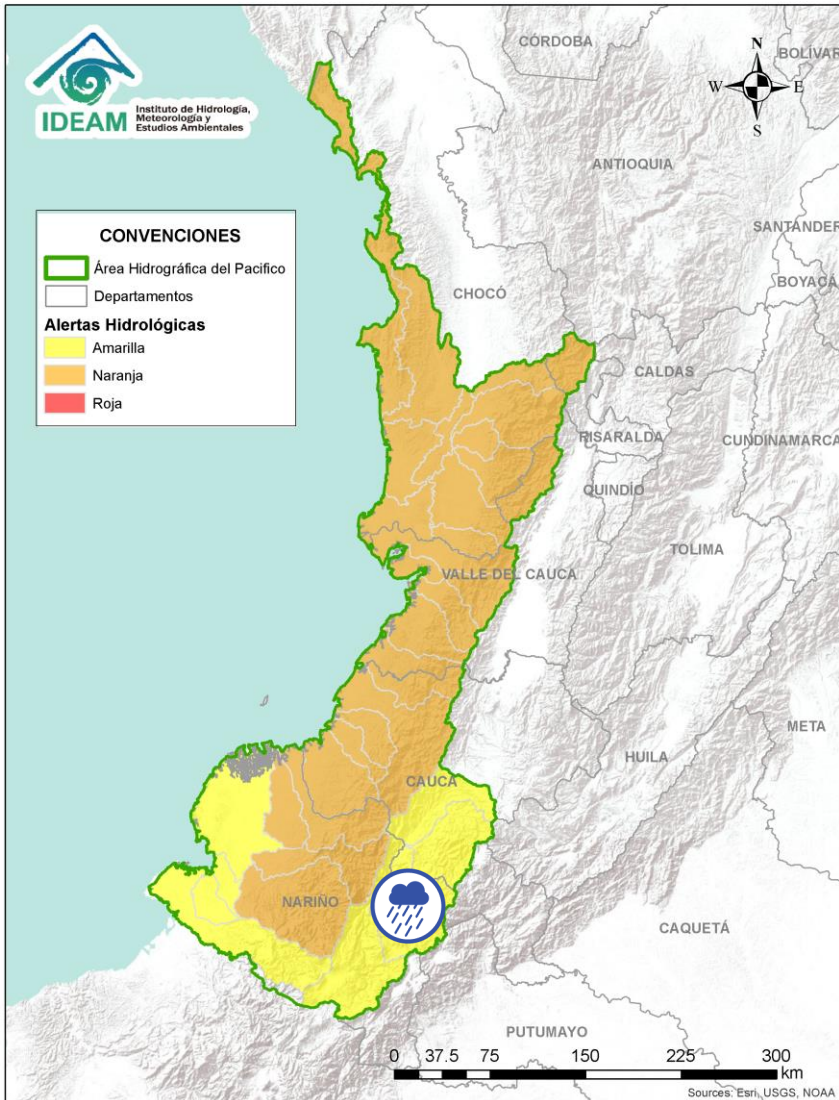 IDEAM
Instituto de Hidrología,
Meteorología y
Estudios Ambientales
CÓRDOBA
BOLÍVAR
N
W
E
S
ANTIOQUIA
SANTANDER
BOYACÁ
CONVENCIONES
Área Hidrográfica del Pacifico
Departamentos
Alertas Hidrológicas
Amarilla
Naranja
Roja
CHOCÓ
CALDAS
RISARALDA
CUNDINAMARCA
QUINDÍO
TOLIMA
VALLE DEL CAUCA
META
HUILA
CAUCA
NARIÑO
CAQUETÁ
PUTUMAYO
0 37.5 75 150 225 300
km
Sources: Esri, USGS, NOAA